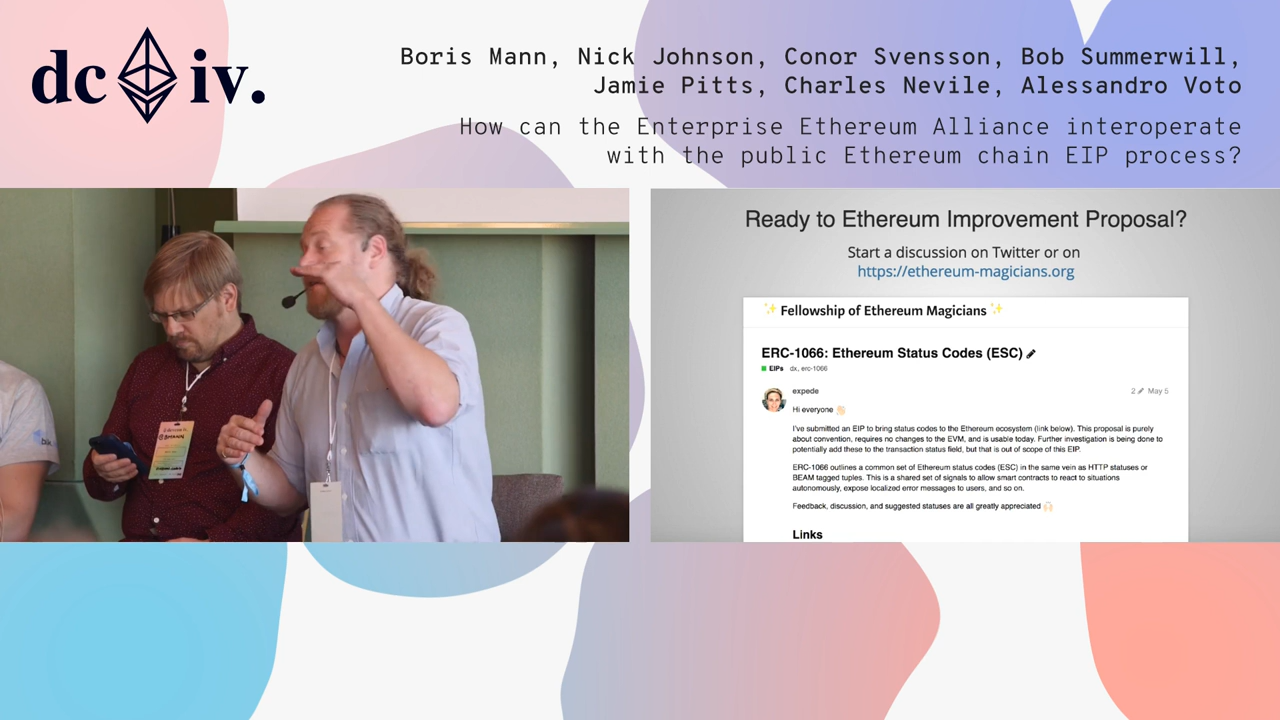 dc iv.
Boris Mann, Nick Johnson, Conor Svensson, Bob Summerwill,
Jamie Pitts, Charles Nevile, Alessandro Voto
How can the Enterprise Ethereum Alliance interoperate
with the public Ethereum chain EIP process?
@BMANN
Ready to Ethereum Improvement Proposal?
Start a discussion on Twitter or on
https://ethereum-magicians.org
✨ Fellowship of Ethereum Magicians ✨
ERC-1066: Ethereum Status Codes (ESC)
EIPs dx, erc-1066
expede 2 May 5
Hi everyone 👋🏻
I've submitted an EIP to bring status codes to the Ethereum ecosystem (link below). This proposal is purely
about convention, requires no changes to the EVM, and is usable today. Further investigation is being done to
potentially add these to the transaction status field, but that is out of scope of this EIP.
ERC-1066 outlines a common set of Ethereum status codes (ESC) in the same vein as HTTP statuses or
BEAM tagged tuples. This is a shared set of signals to allow smart contracts to react to situations
autonomously, expose localized error messages to users, and so on.
Feedback, discussion, and suggested statuses are all greatly appreciated 🙌🏻
Links